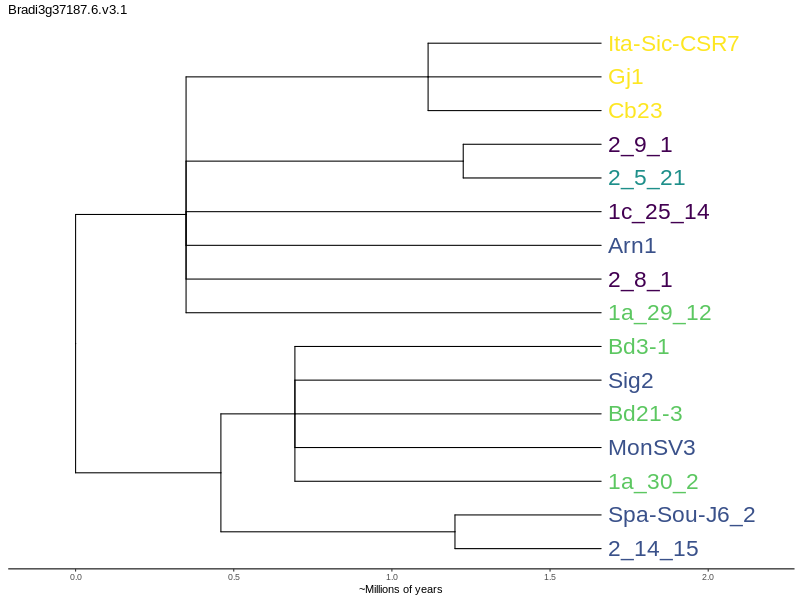 Bradi3g37187.6.v3.1
Ita-Sic-CSR7
Gj1
Cb23
2_9_1
2_5_21
1c_25_14
Arn1
2_8_1
1a_29_12
Bd3-1
Sig2
Bd21-3
MonSV3
1a_30_2
Spa-Sou-J6_2
2_14_15
0.0 0.5 1.0 1.5 2.0
~Millions of years